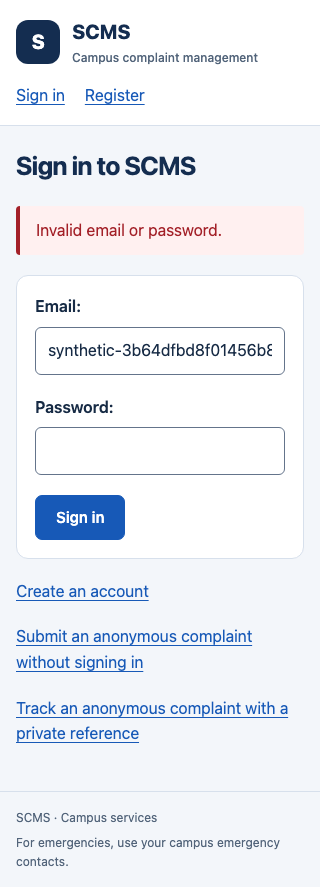 S
SCMS
Campus complaint management
Sign in
Register
Sign in to SCMS
Invalid email or password.
Email:
synthetic-3b64dfbd8f01456b8
Password:
Sign in
Create an account
Submit an anonymous complaint
without signing in
Track an anonymous complaint with a
private reference
SCMS · Campus services
For emergencies, use your campus emergency
contacts.